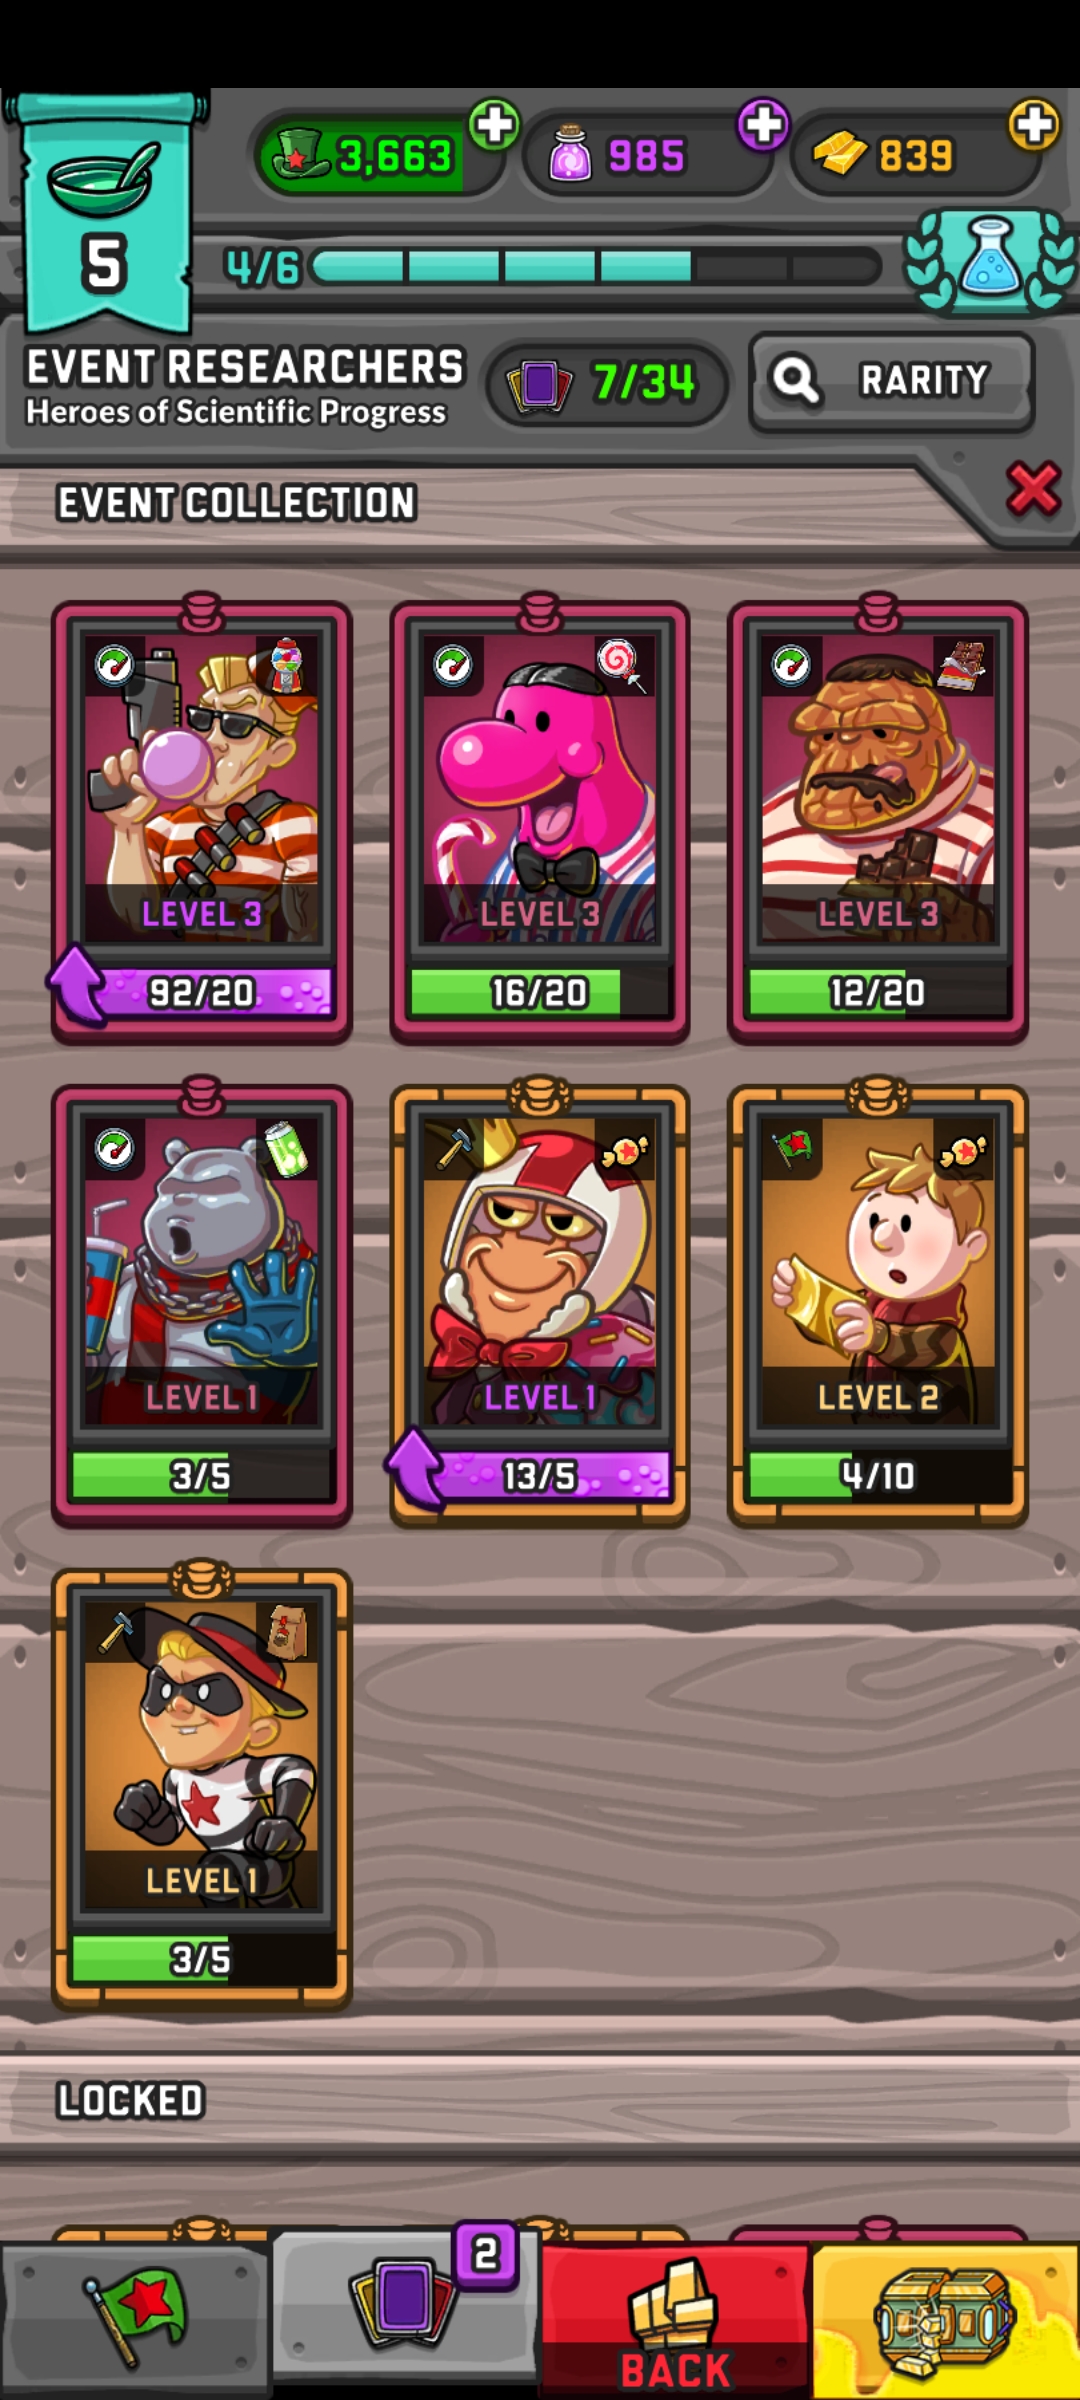 3,663
985
839
5
4/6
EVENT RESEARCHERS
Heroes of Scientific Progress
7/34
RARITY
EVENT COLLECTION
LEVEL 3
LEVEL 3
LEVEL 3
92/20
16/20
12/20
LEVEL 1
LEVEL 1
LEVEL 2
3/5
13/5
4/10
LEVEL 1
3/5
LOCKED
2
BACK